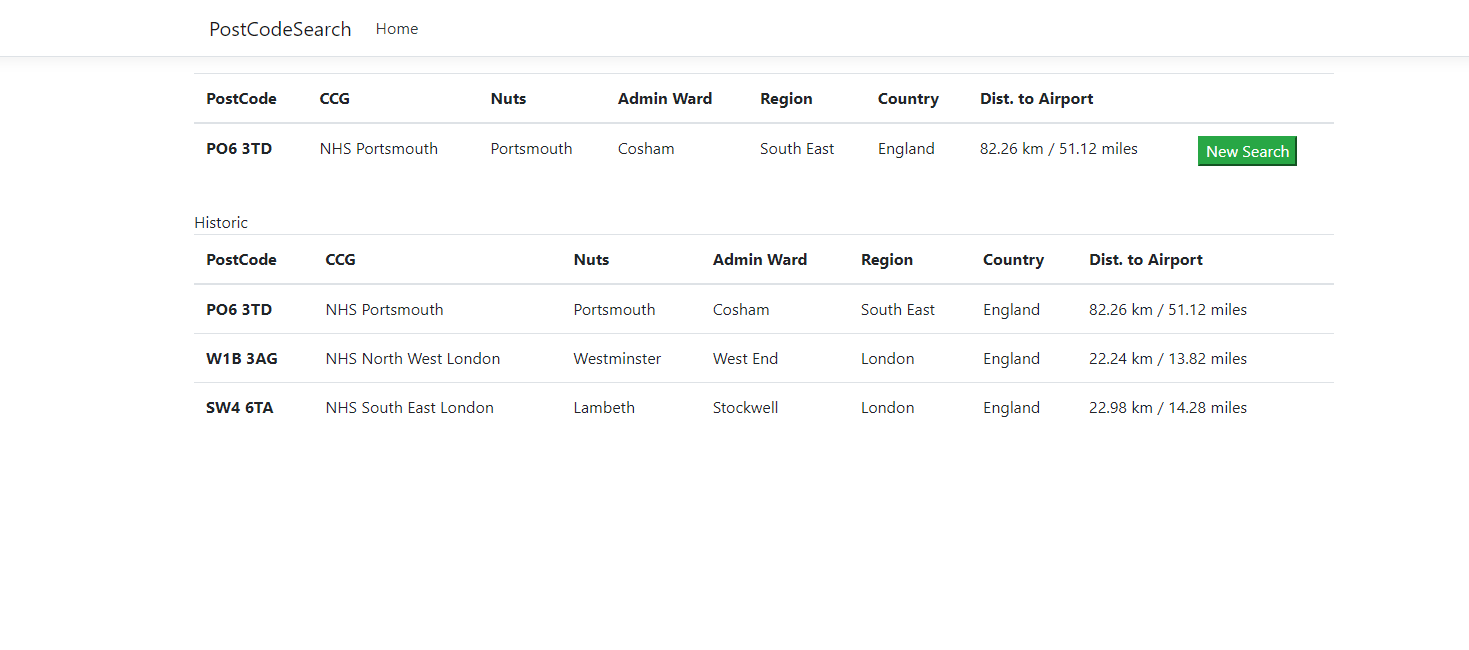 PostCodeSearch Home
PostCode CCG Nuts Admin Ward Region Country Dist. to Airport
PO6 3TD NHS Portsmouth Portsmouth Cosham South East England 82.26 km / 51.12 miles New Search
Historic
PostCode CCG Nuts Admin Ward Region Country Dist. to Airport
PO6 3TD NHS Portsmouth Portsmouth Cosham South East England 82.26 km / 51.12 miles
W1B 3AG NHS North West London Westminster West End London England 22.24 km / 13.82 miles
SW4 6TA NHS South East London Lambeth Stockwell London England 22.98 km / 14.28 miles